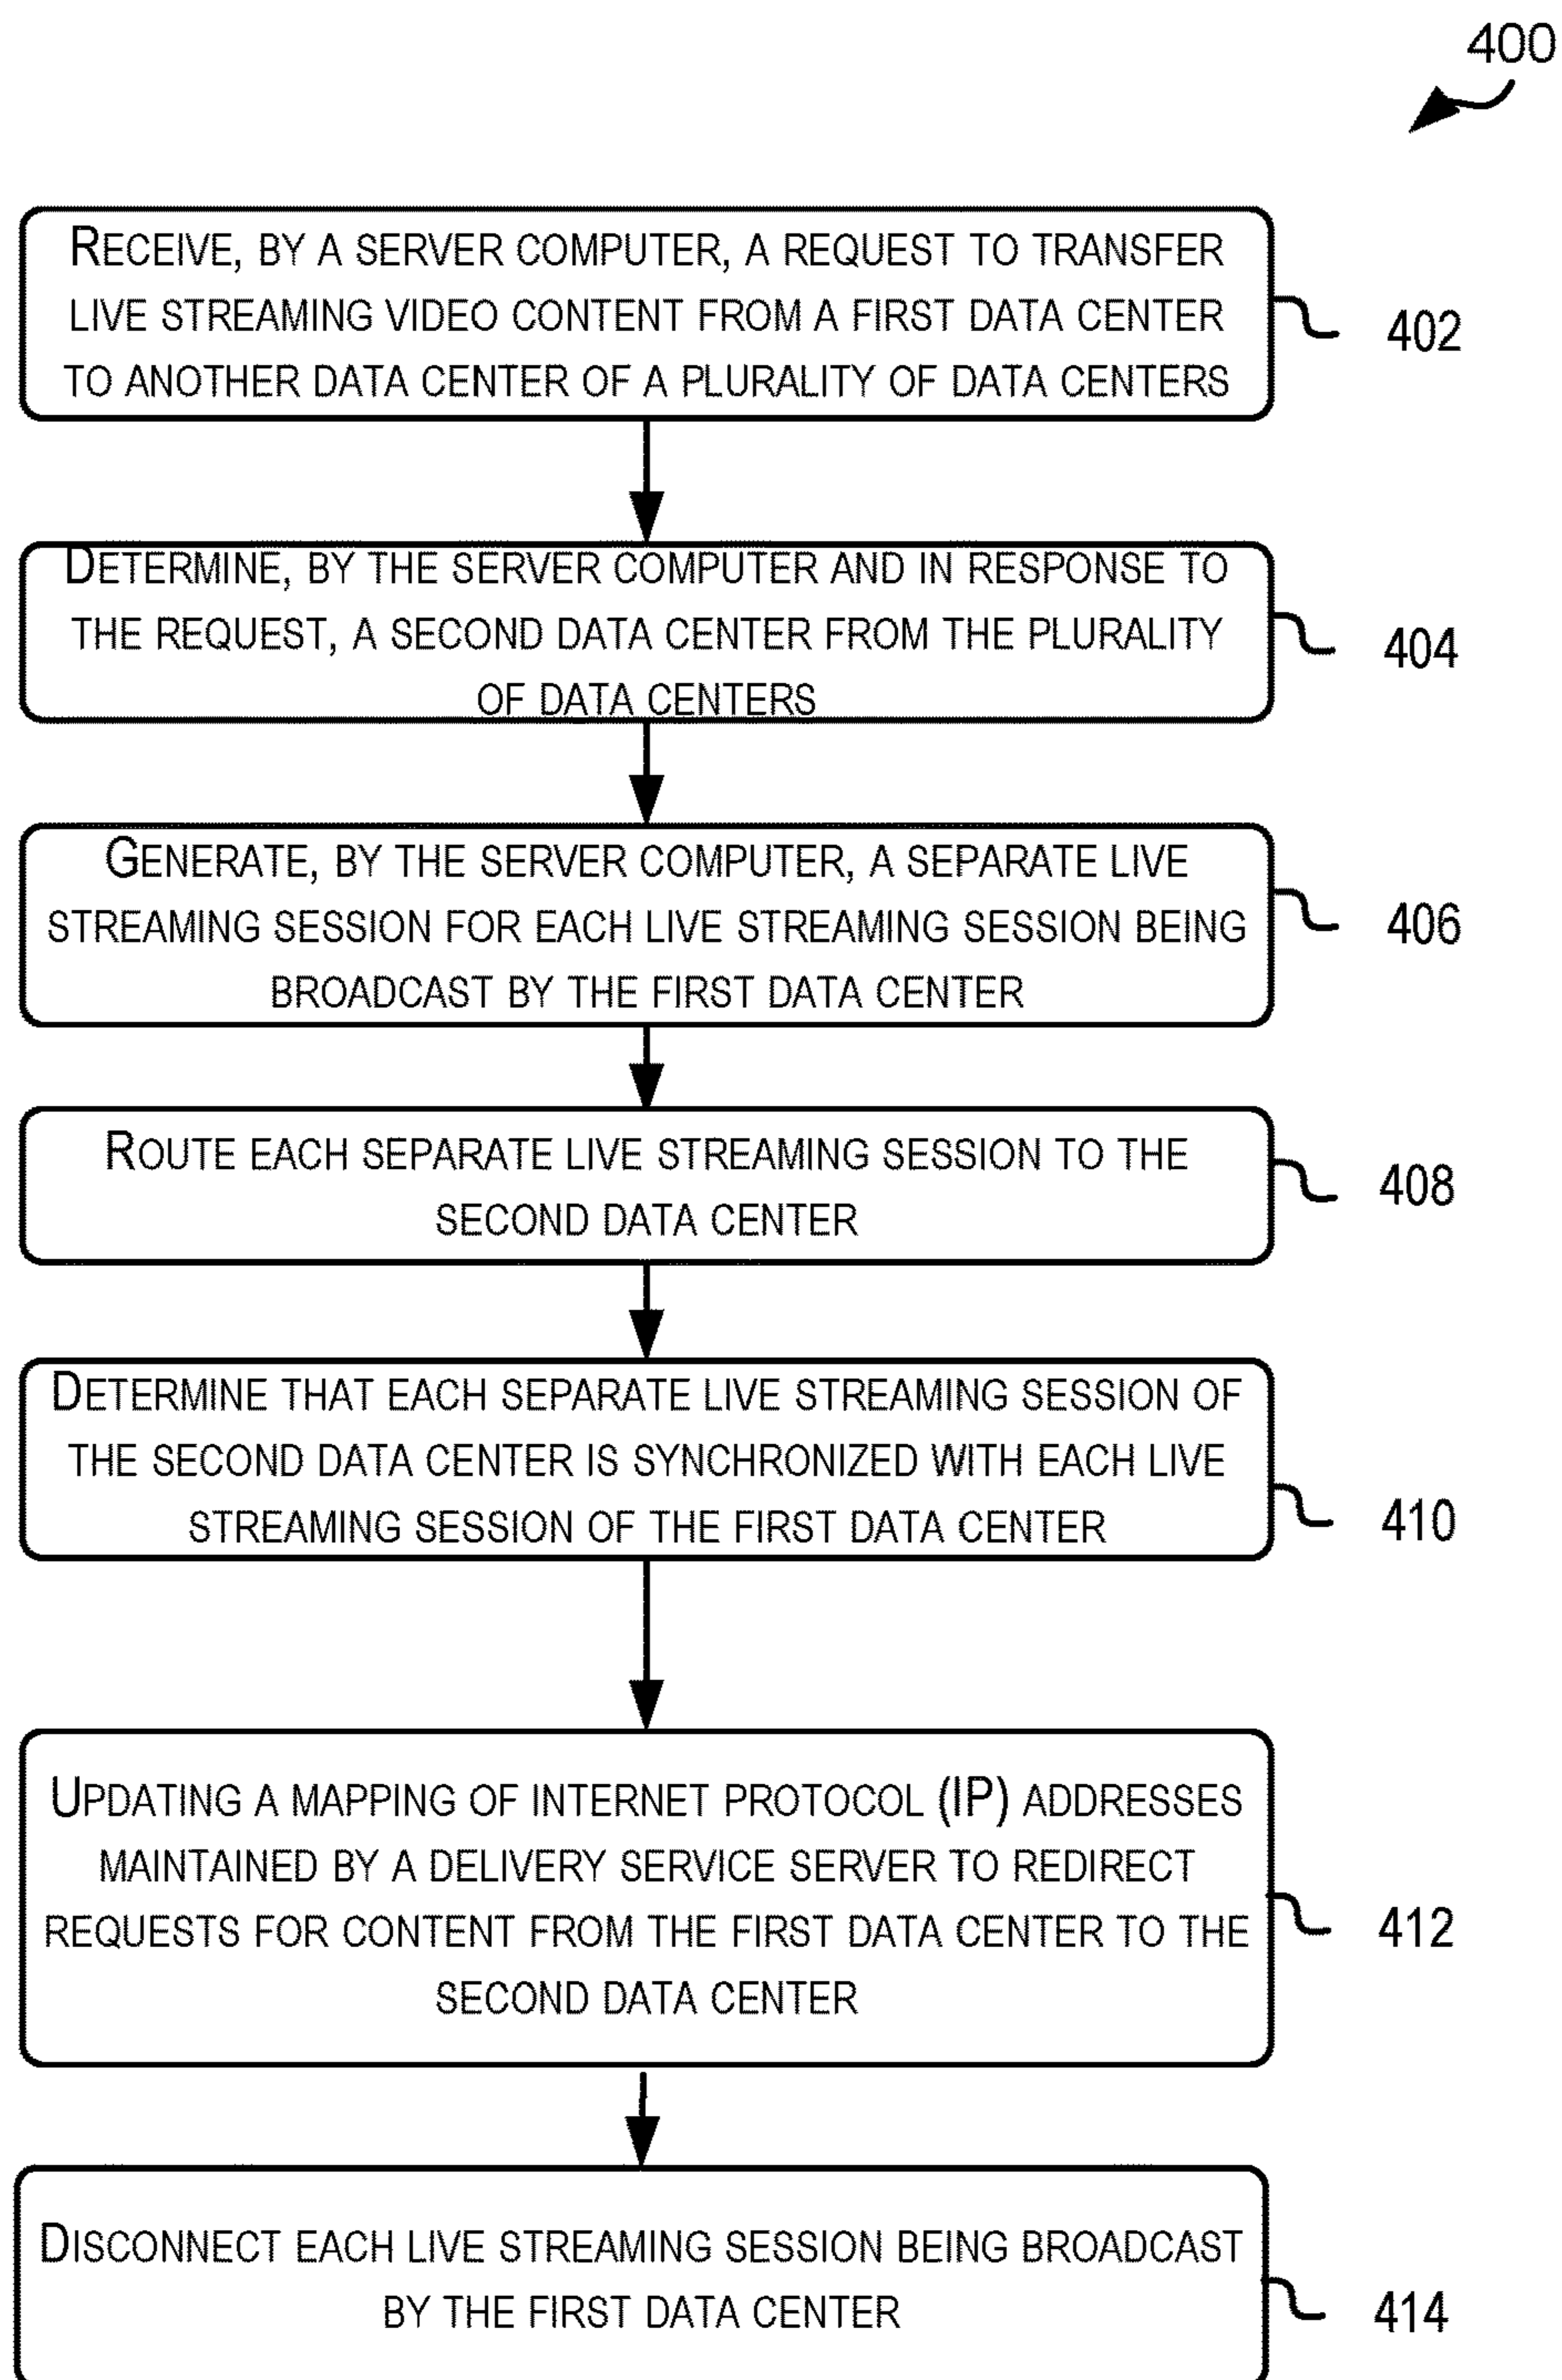 400
RECEIVE, BY A SERVER COMPUTER, A REQUEST TO TRANSFER
LIVE STREAMING VIDEO CONTENT FROM A FIRST DATA CENTER
TO ANOTHER DATA CENTER OF A PLURALITY OF DATA CENTERS
402
DETERMINE, BY THE SERVER COMPUTER AND IN RESPONSE TO
THE REQUEST, A SECOND DATA CENTER FROM THE PLURALITY
OF DATA CENTERS
404
GENERATE, BY THE SERVER COMPUTER, A SEPARATE LIVE
STREAMING SESSION FOR EACH LIVE STREAMING SESSION BEING
BROADCAST BY THE FIRST DATA CENTER
406
ROUTE EACH SEPARATE LIVE STREAMING SESSION TO THE
SECOND DATA CENTER
408
DETERMINE THAT EACH SEPARATE LIVE STREAMING SESSION OF
THE SECOND DATA CENTER IS SYNCHRONIZED WITH EACH LIVE
STREAMING SESSION OF THE FIRST DATA CENTER
410
UPDATING A MAPPING OF INTERNET PROTOCOL (IP) ADDRESSES
MAINTAINED BY A DELIVERY SERVICE SERVER TO REDIRECT
REQUESTS FOR CONTENT FROM THE FIRST DATA CENTER TO THE
SECOND DATA CENTER
412
DISCONNECT EACH LIVE STREAMING SESSION BEING BROADCAST
BY THE FIRST DATA CENTER
414